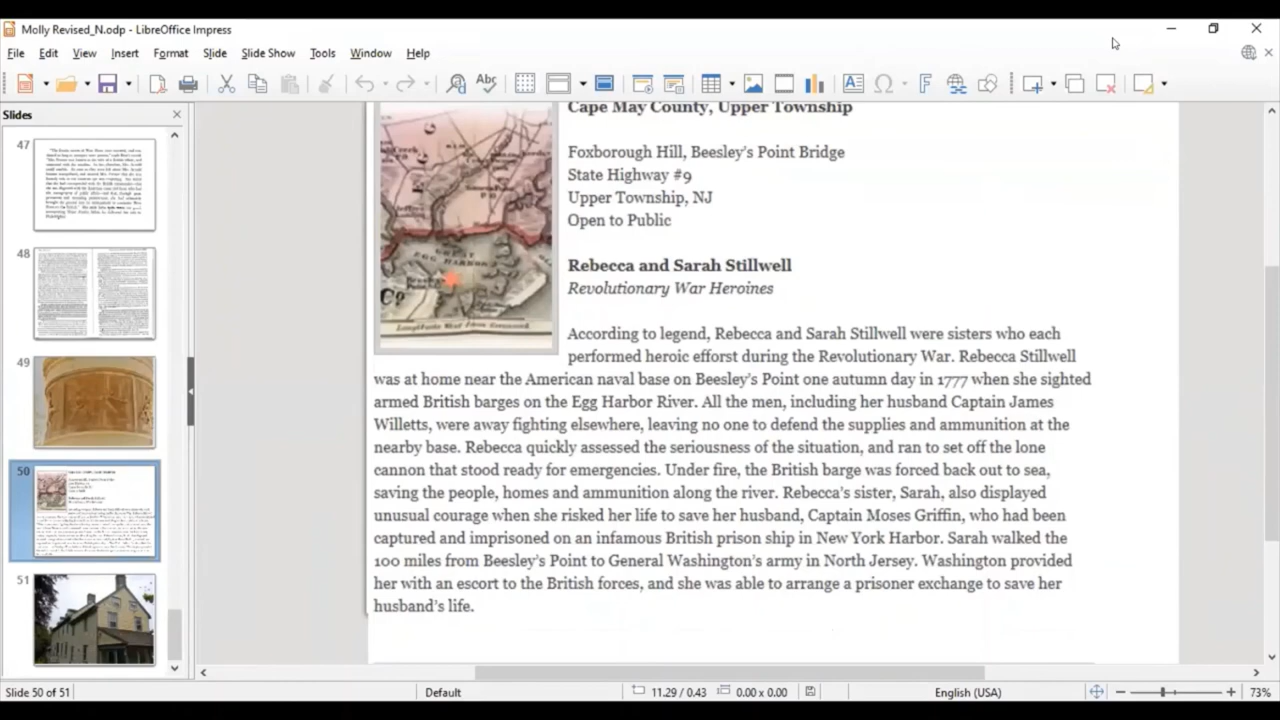 Molly Revised_N.odp - LibreOffice Impress
File Edit View Insert Format Slide Slide Show Tools Window Help
Abc
Slides
47
48
49
50
51
Cape May County, Upper Township
Foxborough Hill, Beesley's Point Bridge
State Highway #9
Upper Township, NJ
Open to Public
Rebecca and Sarah Stillwell
Revolutionary War Heroines
According to legend, Rebecca and Sarah Stillwell were sisters who each
performed heroic efforst during the Revolutionary War. Rebecca Stillwell
was at home near the American naval base on Beesley's Point one autumn day in 1777 when she sighted
armed British barges on the Egg Harbor River. All the men, including her husband Captain James
Willetts, were away fighting elsewhere, leaving no one to defend the supplies and ammunition at the
nearby base. Rebecca quickly assessed the seriousness of the situation, and ran to set off the lone
cannon that stood ready for emergencies. Under fire, the British barge was forced back out to sea,
saving the people, homes and ammunition along the river. Rebecca's sister, Sarah, also displayed
unusual courage when she risked her life to save her husband, Captain Moses Griffin, who had been
captured and imprisoned on an infamous British prison ship in New York Harbor. Sarah walked the
100 miles from Beesley's Point to General Washington's army in North Jersey. Washington provided
her with an escort to the British forces, and she was able to arrange a prisoner exchange to save her
husband's life.
GREAT
EGG HARBOR
Slide 50 of 51
Default
11.29 / 0.43
0.00 x 0.00
English (USA)
73%